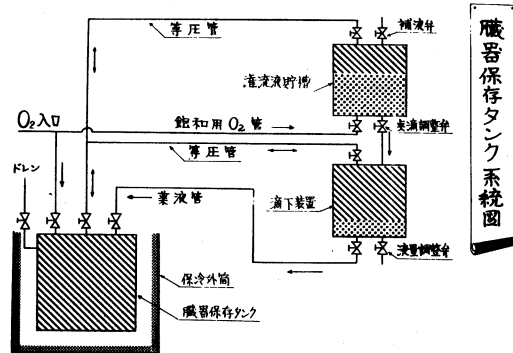 等圧管
補液弁
臓器保存タンク系統図
灌流液貯槽
O₂入口
飽和用O₂管
点滴調整弁
等圧管
ドレン
薬液管
滴下装置
液量調整弁
保冷外筒
臓器保存タンク